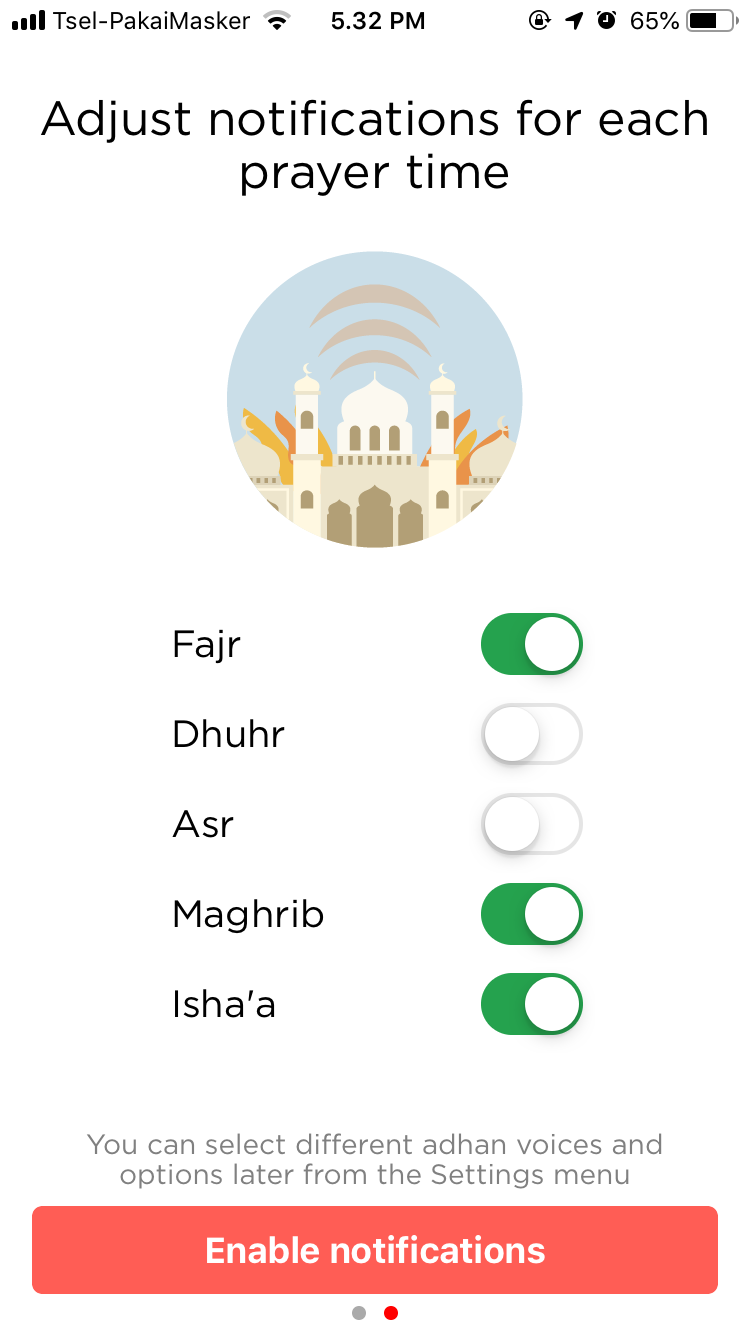 Tsel-PakaiMasker 5.32 PM 65%
Adjust notifications for each
prayer time
Fajr
Dhuhr
Asr
Maghrib
Isha'a
You can select different adhan voices and
options later from the Settings menu
Enable notifications